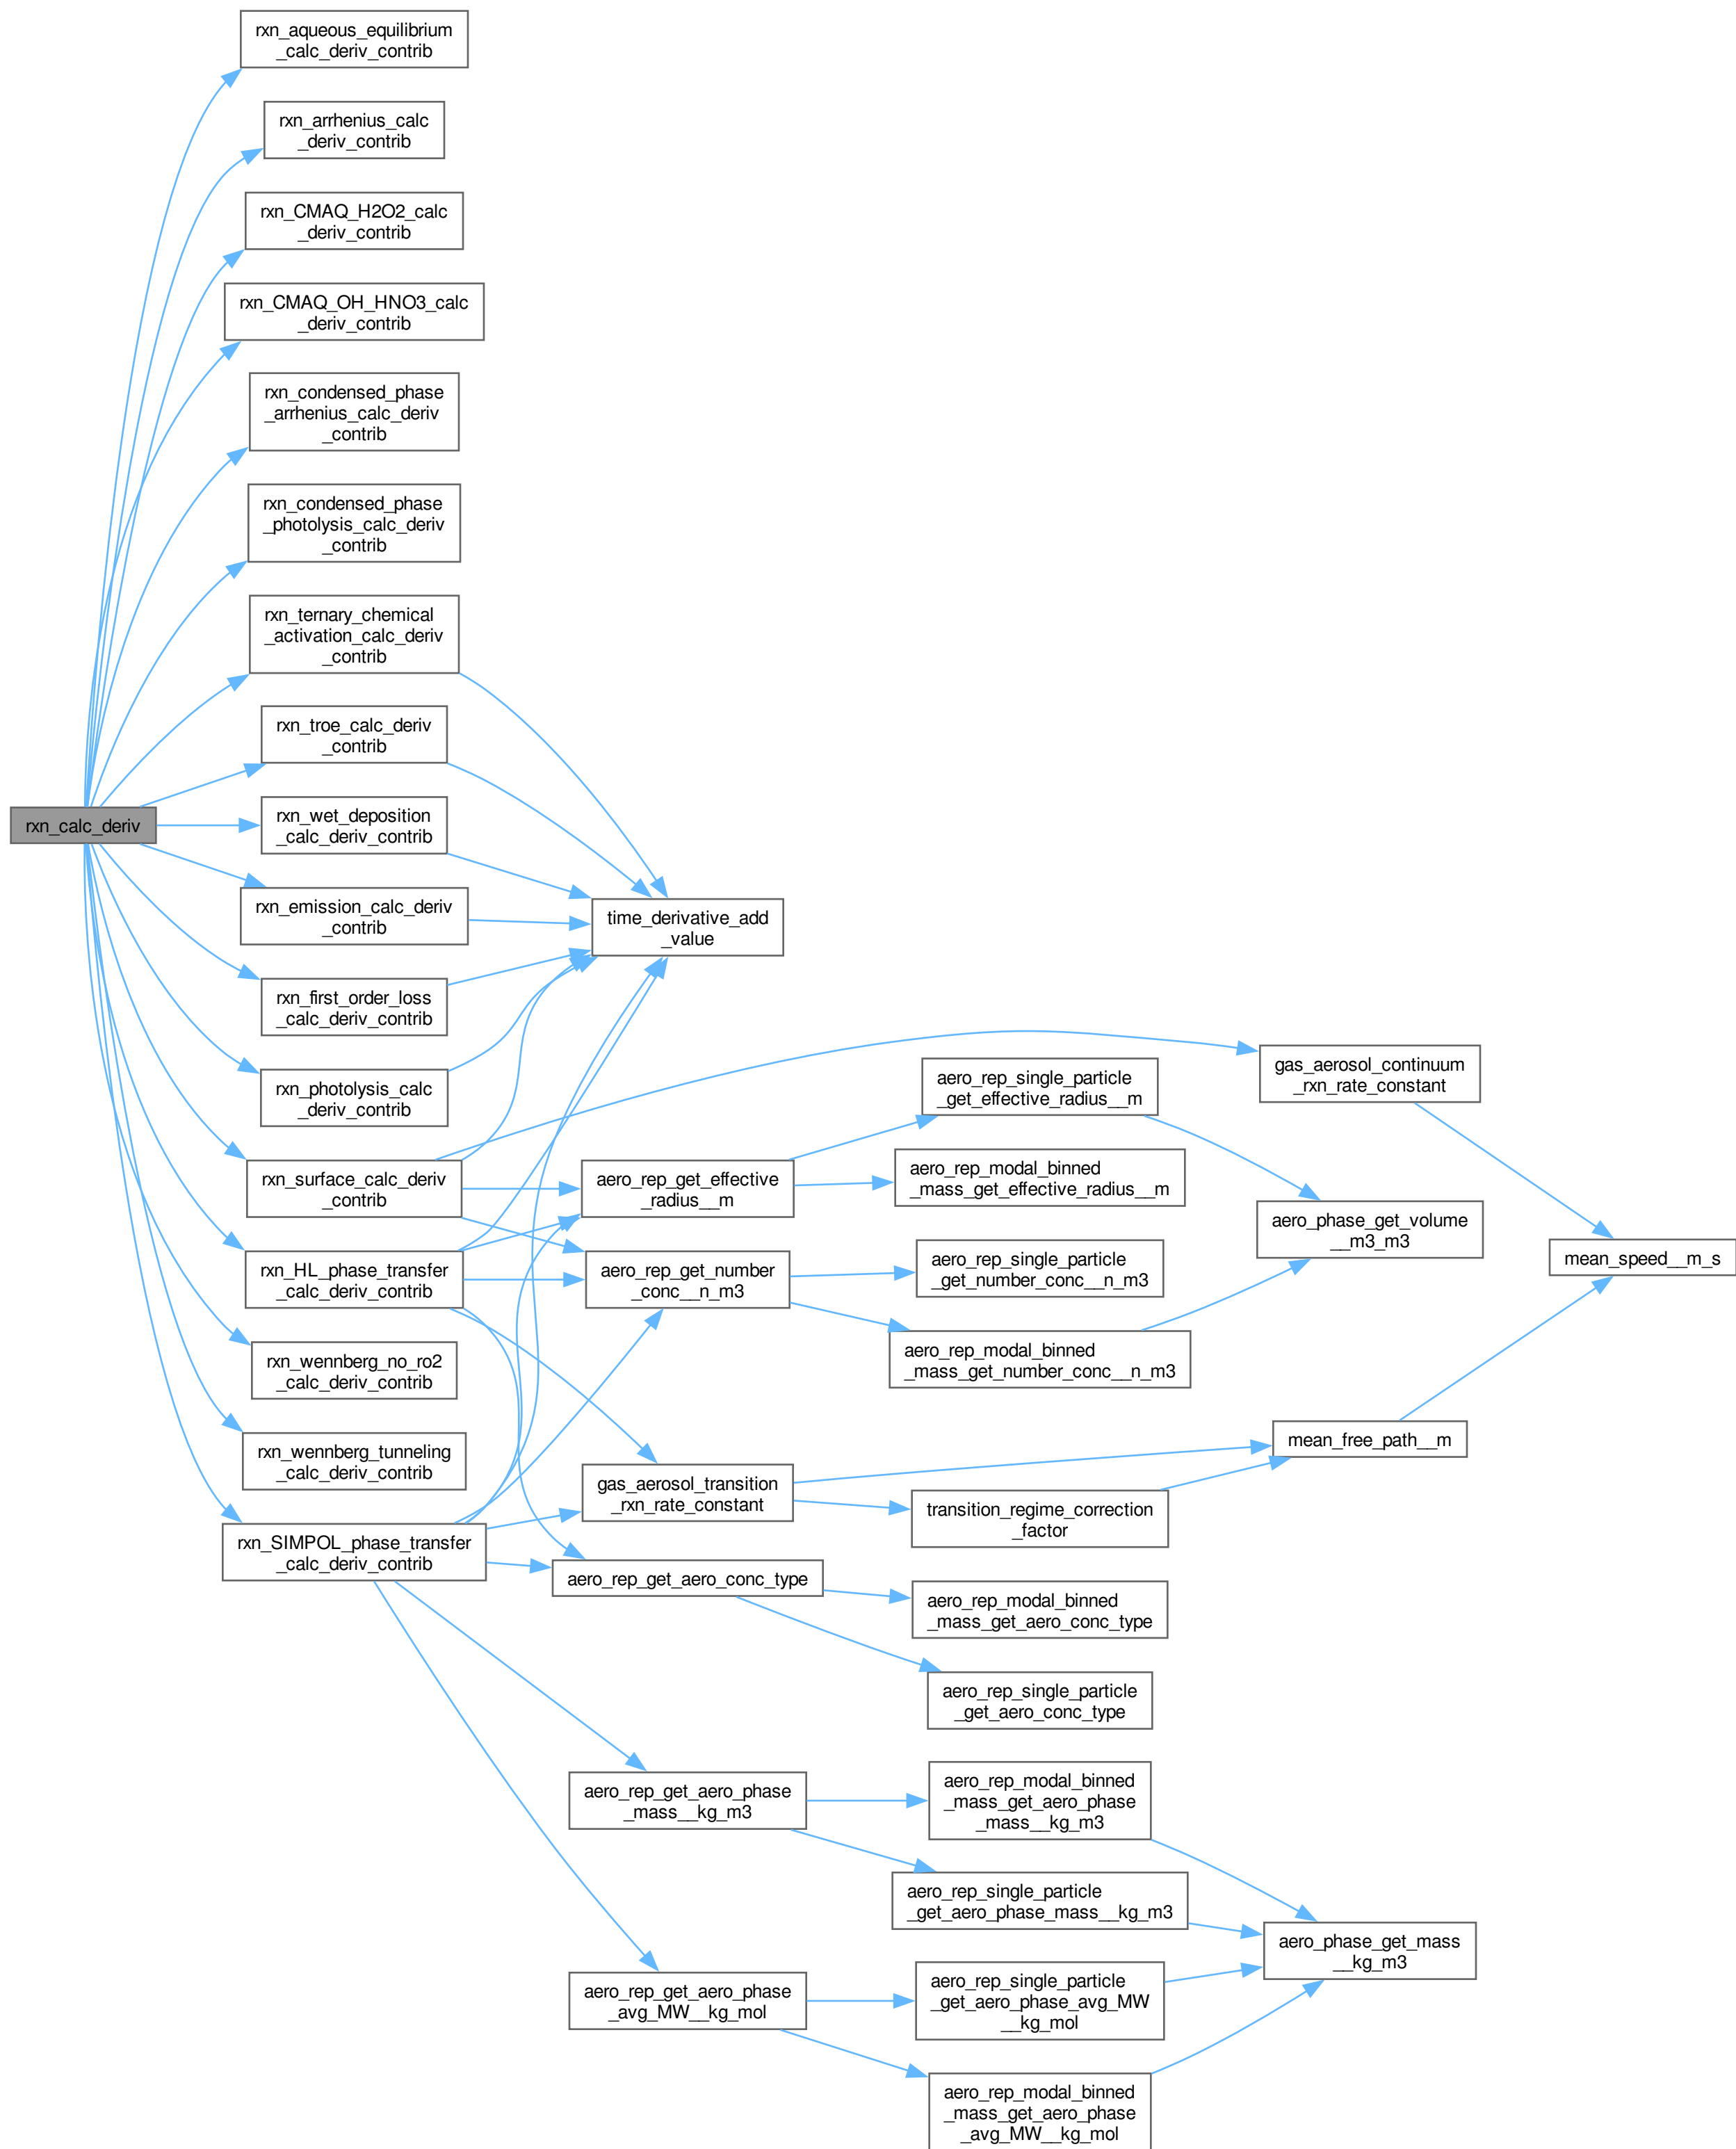 rxn_calc_deriv
rxn_aqueous_equilibrium
_calc_deriv_contrib
rxn_arrhenius_calc
_deriv_contrib
rxn_CMAQ_H2O2_calc
_deriv_contrib
rxn_CMAQ_OH_HNO3_calc
_deriv_contrib
rxn_condensed_phase
_arrhenius_calc_deriv
_contrib
rxn_condensed_phase
_photolysis_calc_deriv
_contrib
rxn_ternary_chemical
_activation_calc_deriv
_contrib
rxn_troe_calc_deriv
_contrib
rxn_wet_deposition
_calc_deriv_contrib
rxn_emission_calc_deriv
_contrib
rxn_first_order_loss
_calc_deriv_contrib
rxn_photolysis_calc
_deriv_contrib
rxn_surface_calc_deriv
_contrib
rxn_HL_phase_transfer
_calc_deriv_contrib
rxn_wennberg_no_ro2
_calc_deriv_contrib
rxn_wennberg_tunneling
_calc_deriv_contrib
rxn_SIMPOL_phase_transfer
_calc_deriv_contrib
time_derivative_add
_value
aero_rep_get_effective
_radius__m
aero_rep_get_number
_conc__n_m3
gas_aerosol_transition
_rxn_rate_constant
aero_rep_get_aero_conc_type
aero_rep_get_aero_phase
_mass__kg_m3
aero_rep_get_aero_phase
_avg_MW__kg_mol
aero_rep_single_particle
_get_effective_radius__m
aero_rep_modal_binned
_mass_get_effective_radius__m
aero_rep_single_particle
_get_number_conc__n_m3
aero_rep_modal_binned
_mass_get_number_conc__n_m3
transition_regime_correction
_factor
aero_rep_modal_binned
_mass_get_aero_conc_type
aero_rep_single_particle
_get_aero_conc_type
aero_rep_modal_binned
_mass_get_aero_phase
_mass__kg_m3
aero_rep_single_particle
_get_aero_phase_mass__kg_m3
aero_rep_single_particle
_get_aero_phase_avg_MW
__kg_mol
aero_rep_modal_binned
_mass_get_aero_phase
_avg_MW__kg_mol
gas_aerosol_continuum
_rxn_rate_constant
aero_phase_get_volume
__m3_m3
mean_free_path__m
aero_phase_get_mass
__kg_m3
mean_speed__m_s